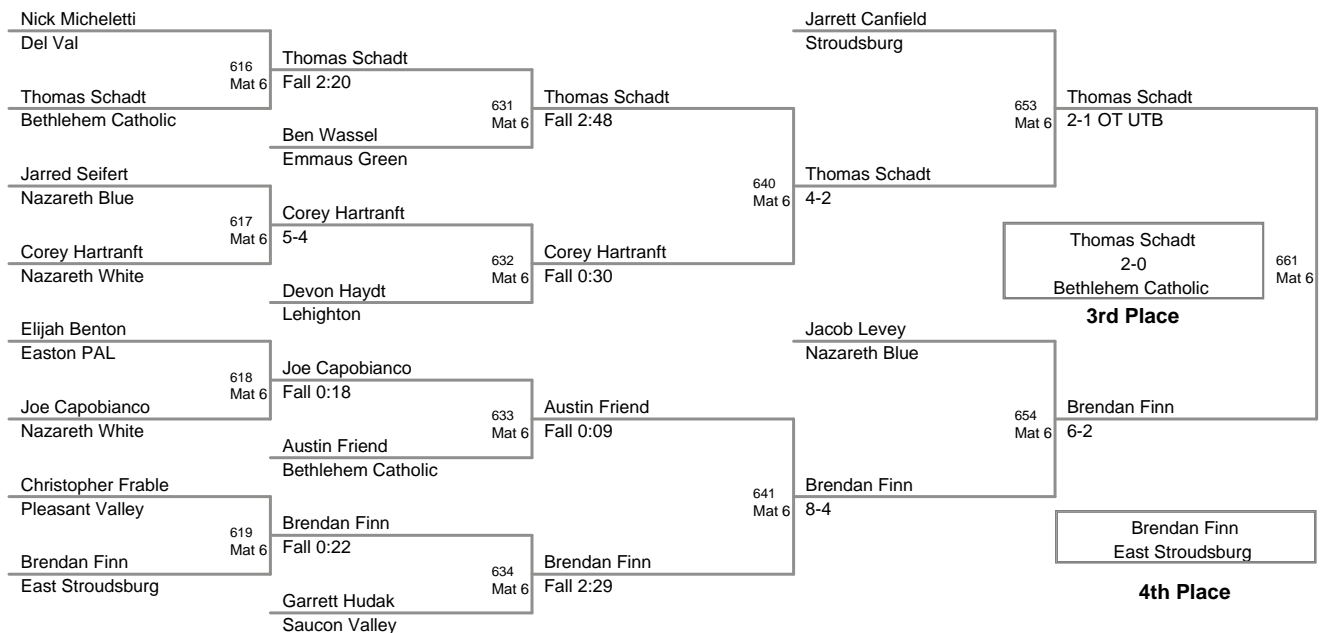 Nick Micheletti
Del Val
616
Mat 6
Thomas Schadt
Bethlehem Catholic
Jarred Seifert
Nazareth Blue
617
Mat 6
Corey Hartranft
Nazareth White
Elijah Benton
Easton PAL
618
Mat 6
Joe Capobianco
Nazareth White
Christopher Frable
Pleasant Valley
619
Mat 6
Brendan Finn
East Stroudsburg
Thomas Schadt
Fall 2:20
631
Mat 6
Ben Wassel
Emmaus Green
Corey Hartranft
5-4
632
Mat 6
Devon Haydt
Lehighton
Joe Capobianco
Fall 0:18
633
Mat 6
Austin Friend
Bethlehem Catholic
Brendan Finn
Fall 0:22
634
Mat 6
Garrett Hudak
Saucon Valley
Thomas Schadt
Fall 2:48
640
Mat 6
Corey Hartranft
Fall 0:30
Austin Friend
Fall 0:09
641
Mat 6
Brendan Finn
Fall 2:29
Jarrett Canfield
Stroudsburg
653
Mat 6
Thomas Schadt
4-2
Jacob Levey
Nazareth Blue
654
Mat 6
Brendan Finn
8-4
Thomas Schadt
2-1 OT UTB
661
Mat 6
Brendan Finn
6-2
Thomas Schadt
2-0
Bethlehem Catholic
3rd Place
Brendan Finn
East Stroudsburg
4th Place